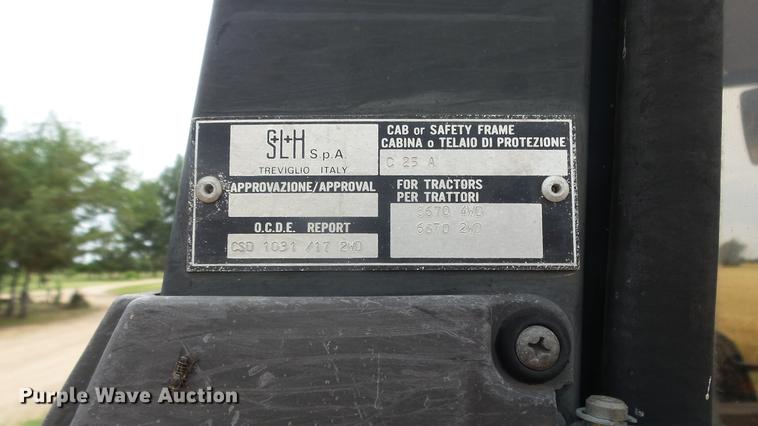 S+L+H S.p.A.
TREVIGLIO ITALY
CAB or SAFETY FRAME
CABINA o TELAIO DI PROTEZIONE
C 25 A
APPROVAZIONE/APPROVAL
FOR TRACTORS
PER TRATTORI
6670 4WD
6670 2WD
O.C.D.E. REPORT
CSD 1031 /17 2WD
Purple Wave Auction